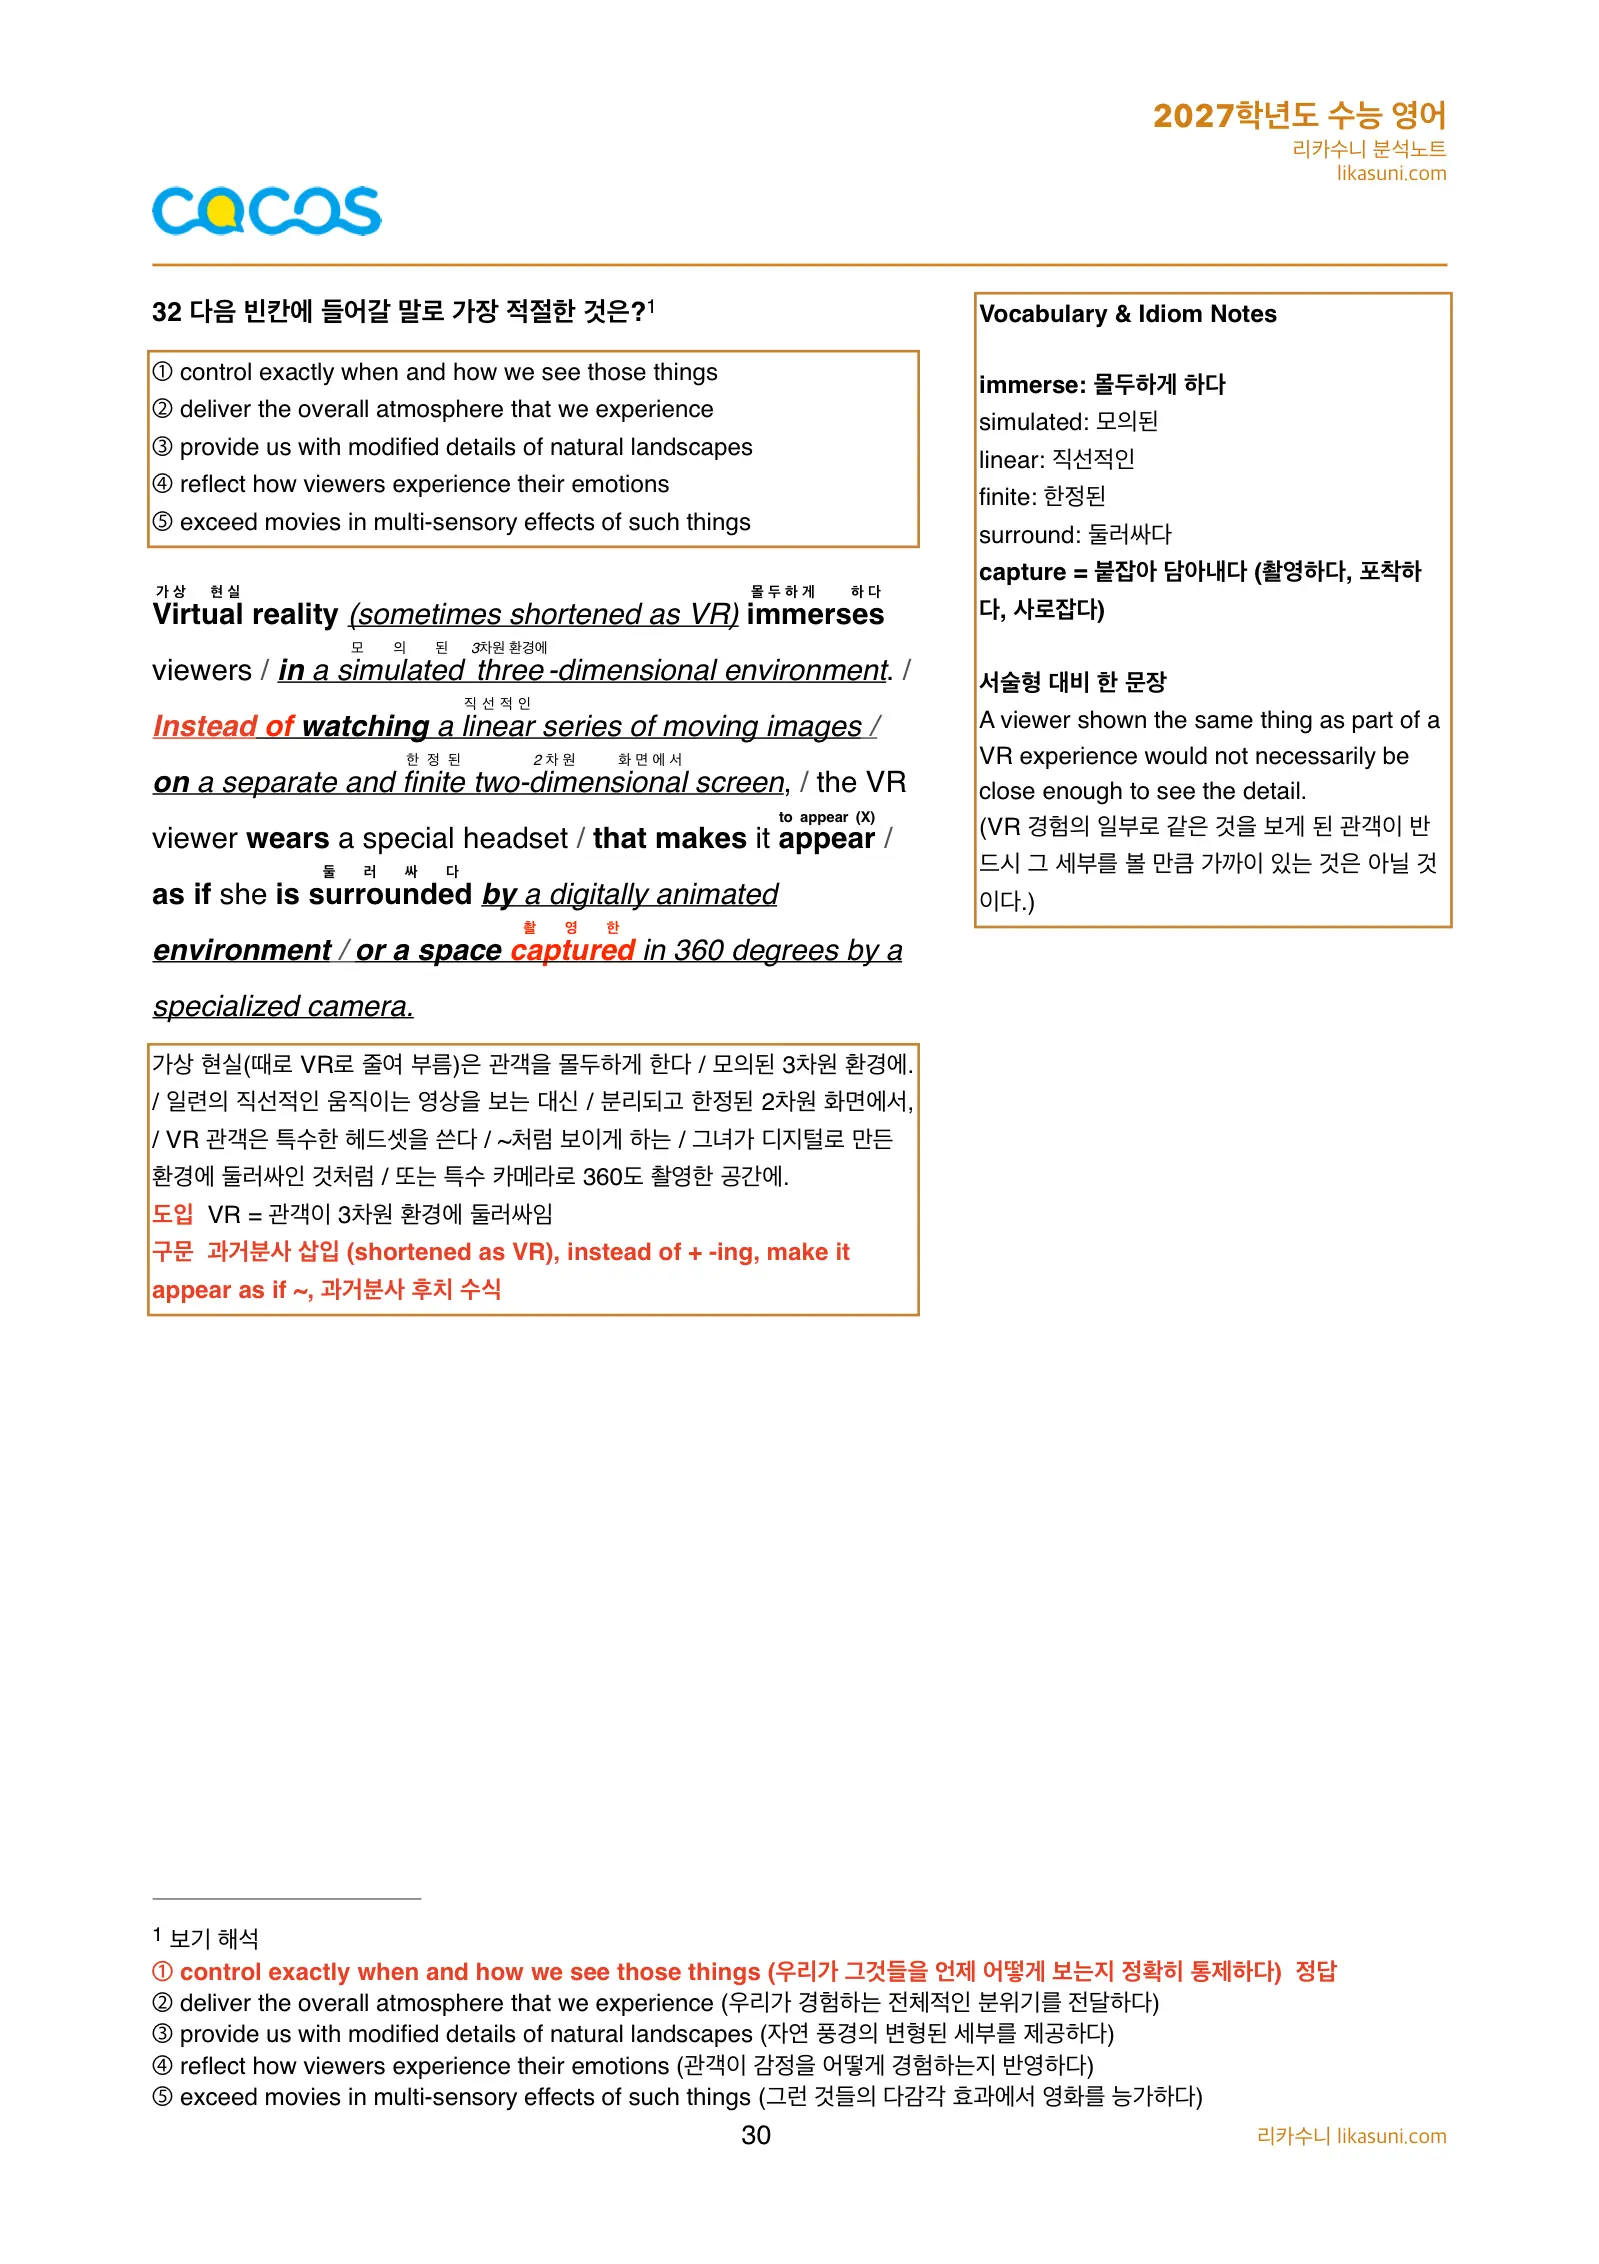 2027학년도 수능 영어
리카수니 분석노트
likasuni.com
cacos
32 다음 빈칸에 들어갈 말로 가장 적절한 것은?1
① control exactly when and how we see those things
② deliver the overall atmosphere that we experience
③ provide us with modified details of natural landscapes
④ reflect how viewers experience their emotions
⑤ exceed movies in multi-sensory effects of such things
가상 현실 몰두하게 하다
Virtual reality (sometimes shortened as VR) immerses
모 의 된 3차원 환경에
viewers / in a simulated three-dimensional environment. /
직선적인
Instead of watching a linear series of moving images /
한정된 2차원 화면에서
on a separate and finite two-dimensional screen, / the VR
to appear (X)
viewer wears a special headset / that makes it appear /
둘 러 싸 다
as if she is surrounded by a digitally animated
촬 영 한
environment / or a space captured in 360 degrees by a
specialized camera.
가상 현실(때로 VR로 줄여 부름)은 관객을 몰두하게 한다 / 모의된 3차원 환경에.
/ 일련의 직선적인 움직이는 영상을 보는 대신 / 분리되고 한정된 2차원 화면에서,
/ VR 관객은 특수한 헤드셋을 쓴다 / ~처럼 보이게 하는 / 그녀가 디지털로 만든
환경에 둘러싸인 것처럼 / 또는 특수 카메라로 360도 촬영한 공간에.
도입 VR = 관객이 3차원 환경에 둘러싸임
구문 과거분사 삽입 (shortened as VR), instead of + -ing, make it
appear as if ~, 과거분사 후치 수식
Vocabulary & Idiom Notes
immerse: 몰두하게 하다
simulated: 모의된
linear: 직선적인
finite: 한정된
surround: 둘러싸다
capture = 붙잡아 담아내다 (촬영하다, 포착하
다, 사로잡다)
서술형 대비 한 문장
A viewer shown the same thing as part of a
VR experience would not necessarily be
close enough to see the detail.
(VR 경험의 일부로 같은 것을 보게 된 관객이 반
드시 그 세부를 볼 만큼 가까이 있는 것은 아닐 것
이다.)
1 보기 해석
① control exactly when and how we see those things (우리가 그것들을 언제 어떻게 보는지 정확히 통제하다) 정답
② deliver the overall atmosphere that we experience (우리가 경험하는 전체적인 분위기를 전달하다)
③ provide us with modified details of natural landscapes (자연 풍경의 변형된 세부를 제공하다)
④ reflect how viewers experience their emotions (관객이 감정을 어떻게 경험하는지 반영하다)
⑤ exceed movies in multi-sensory effects of such things (그런 것들의 다감각 효과에서 영화를 능가하다)
30
리카수니 likasuni.com